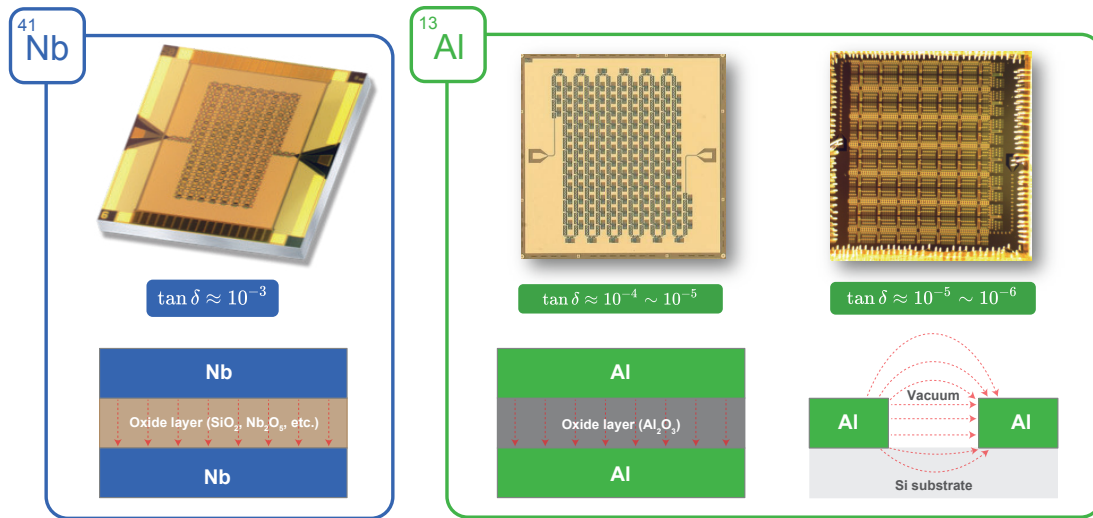 41
Nb
13
Al
6
tan δ ≈ 10⁻³
tan δ ≈ 10⁻⁴ ~ 10⁻⁵
tan δ ≈ 10⁻⁵ ~ 10⁻⁶
Nb
Oxide layer (SiO₂, Nb₂O₅, etc.)
Nb
Al
Oxide layer (Al₂O₃)
Al
Vacuum
Al
Al
Si substrate